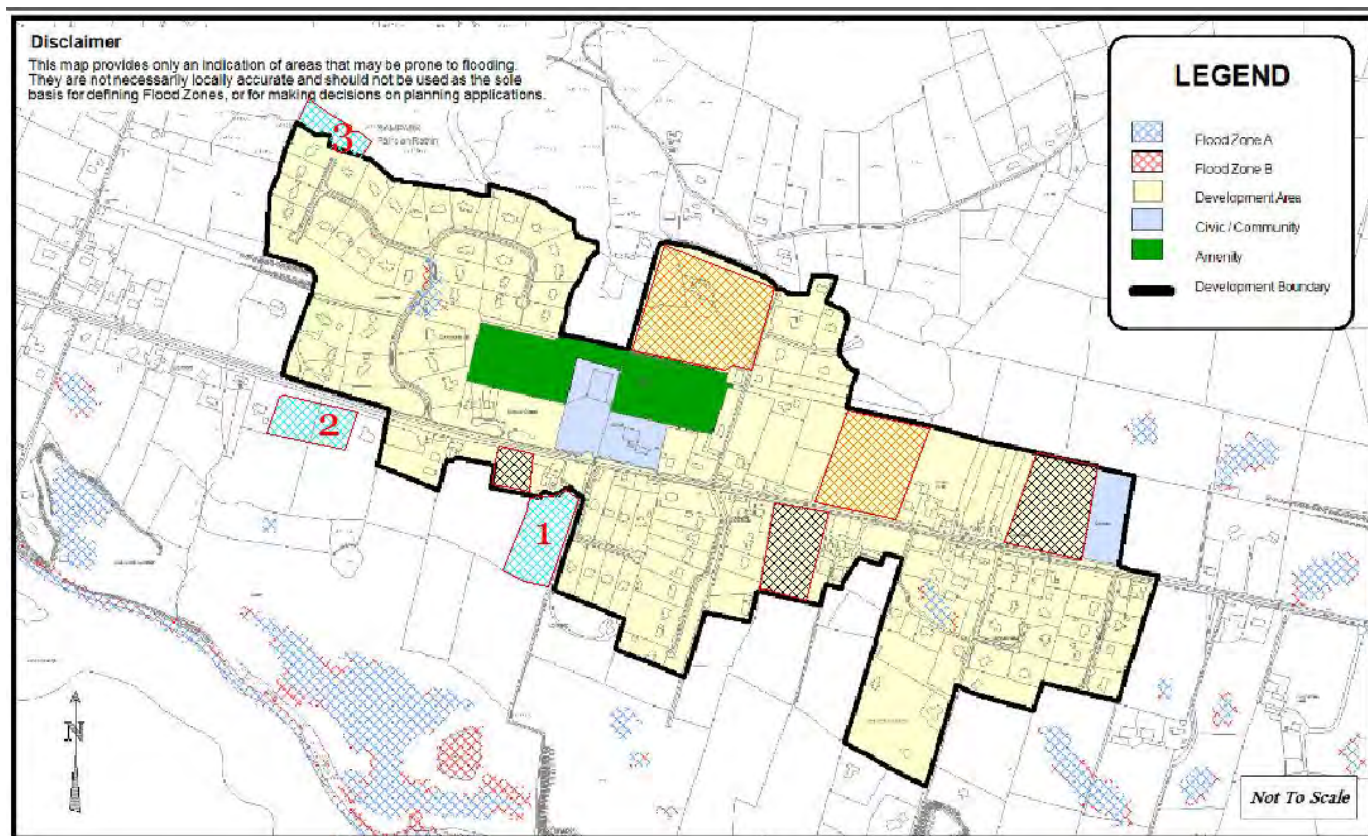 Disclaimer
This map provides only an indication of areas that may be prone to flooding.
They are not necessarily locally accurate and should not be used as the sole
basis for defining Flood Zones, or for making decisions on planning applications.
LEGEND
Flood Zone A
Flood Zone B
Development Area
Civic / Community
Amenity
Development Boundary
3
2
1
N
Not To Scale